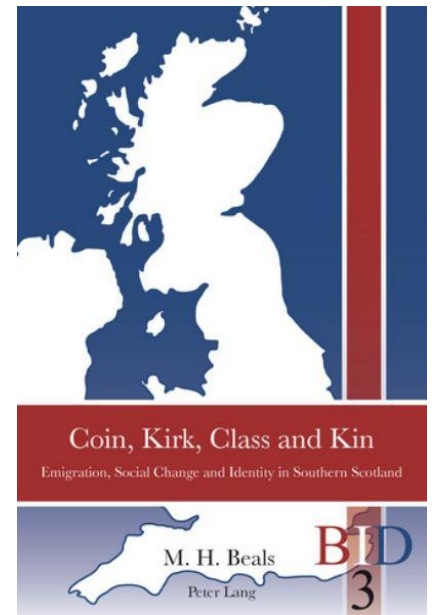 Coin, Kirk, Class and Kin
Emigration, Social Change and Identity in Southern Scotland
M. H. Beals
Peter Lang
BID
3